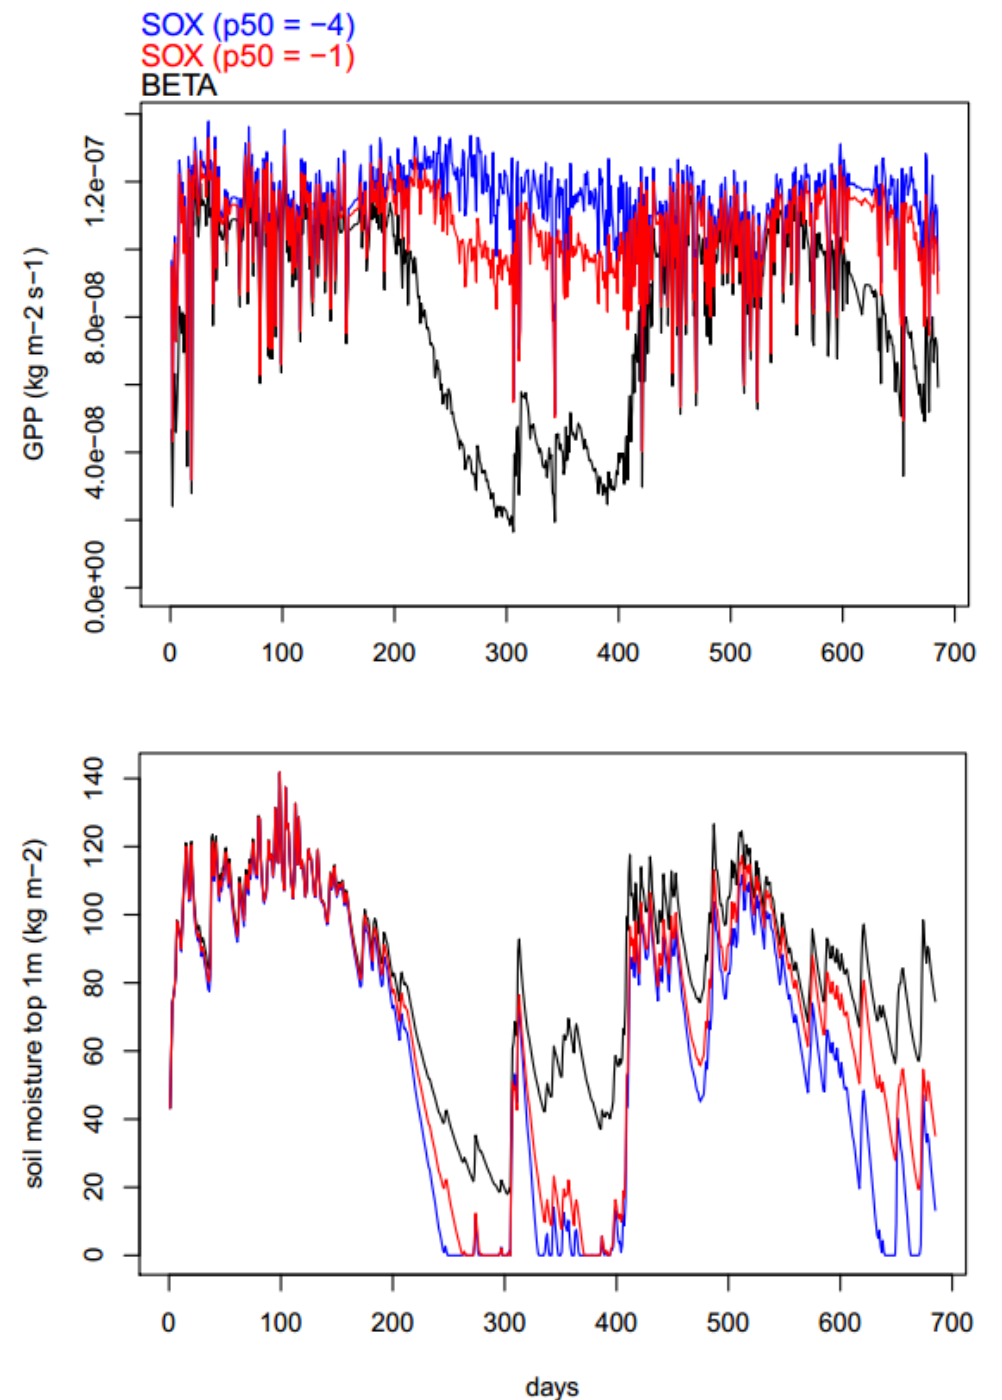 SOX (p50 = −4)
SOX (p50 = −1)
BETA
GPP (kg m−2 s−1)
1.2e−07
8.0e−08
4.0e−08
0.0e+00
0 100 200 300 400 500 600 700
soil moisture top 1m (kg m−2)
140
120
100
80
60
40
20
0
0 100 200 300 400 500 600 700
days